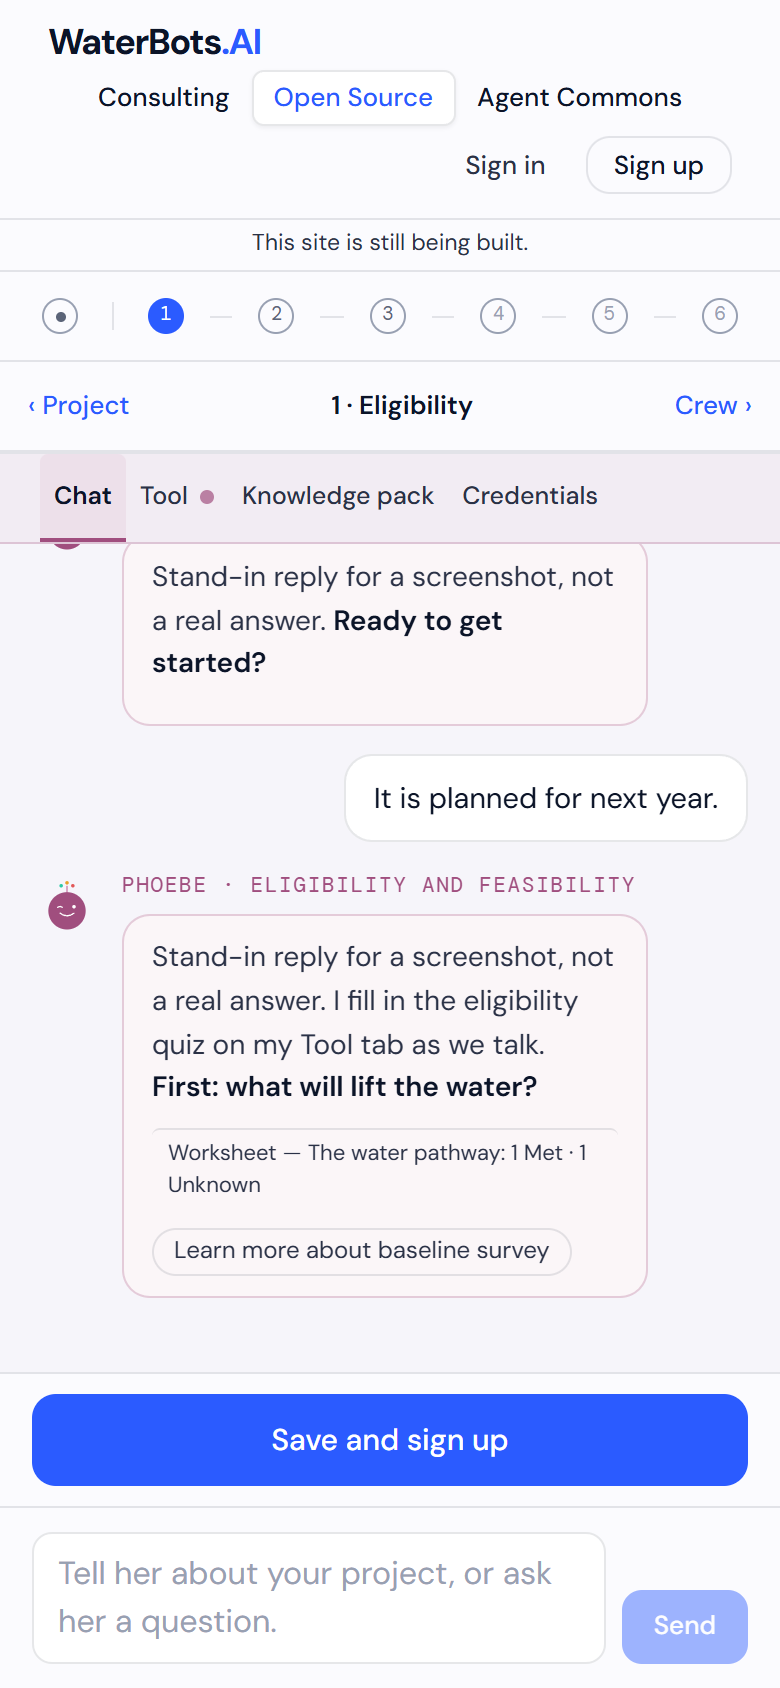 WaterBots.AI
Consulting
Open Source
Agent Commons
Sign in
Sign up
This site is still being built.
1
2
3
4
5
6
‹ Project
1 · Eligibility
Crew ›
Chat
Tool
Knowledge pack
Credentials
Stand-in reply for a screenshot, not
a real answer. Ready to get
started?
It is planned for next year.
PHOEBE · ELIGIBILITY AND FEASIBILITY
Stand-in reply for a screenshot, not
a real answer. I fill in the eligibility
quiz on my Tool tab as we talk.
First: what will lift the water?
Worksheet — The water pathway: 1 Met · 1
Unknown
Learn more about baseline survey
Save and sign up
Tell her about your project, or ask
her a question.
Send